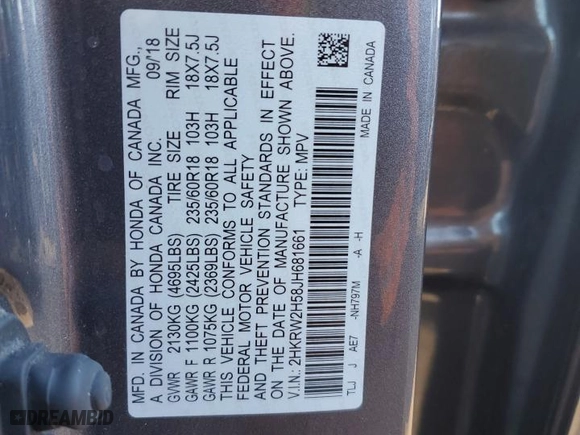 MFD. IN CANADA BY HONDA OF CANADA MFG.,
A DIVISION OF HONDA CANADA INC. 09/'18
GVWR 2130KG (4695LBS) TIRE SIZE RIM SIZE
GAWR F 1100KG (2425LBS) 235/60R18 103H 18X7.5J
GAWR R 1075KG (2369LBS) 235/60R18 103H 18X7.5J
THIS VEHICLE CONFORMS TO ALL APPLICABLE
FEDERAL MOTOR VEHICLE SAFETY
AND THEFT PREVENTION STANDARDS IN EFFECT
ON THE DATE OF MANUFACTURE SHOWN ABOVE.
V.I.N.: 2HKRW2H58JH681661 TYPE: MPV
TLJ J AE7 -NH797M -A -H
MADE IN CANADA
DREAMBID